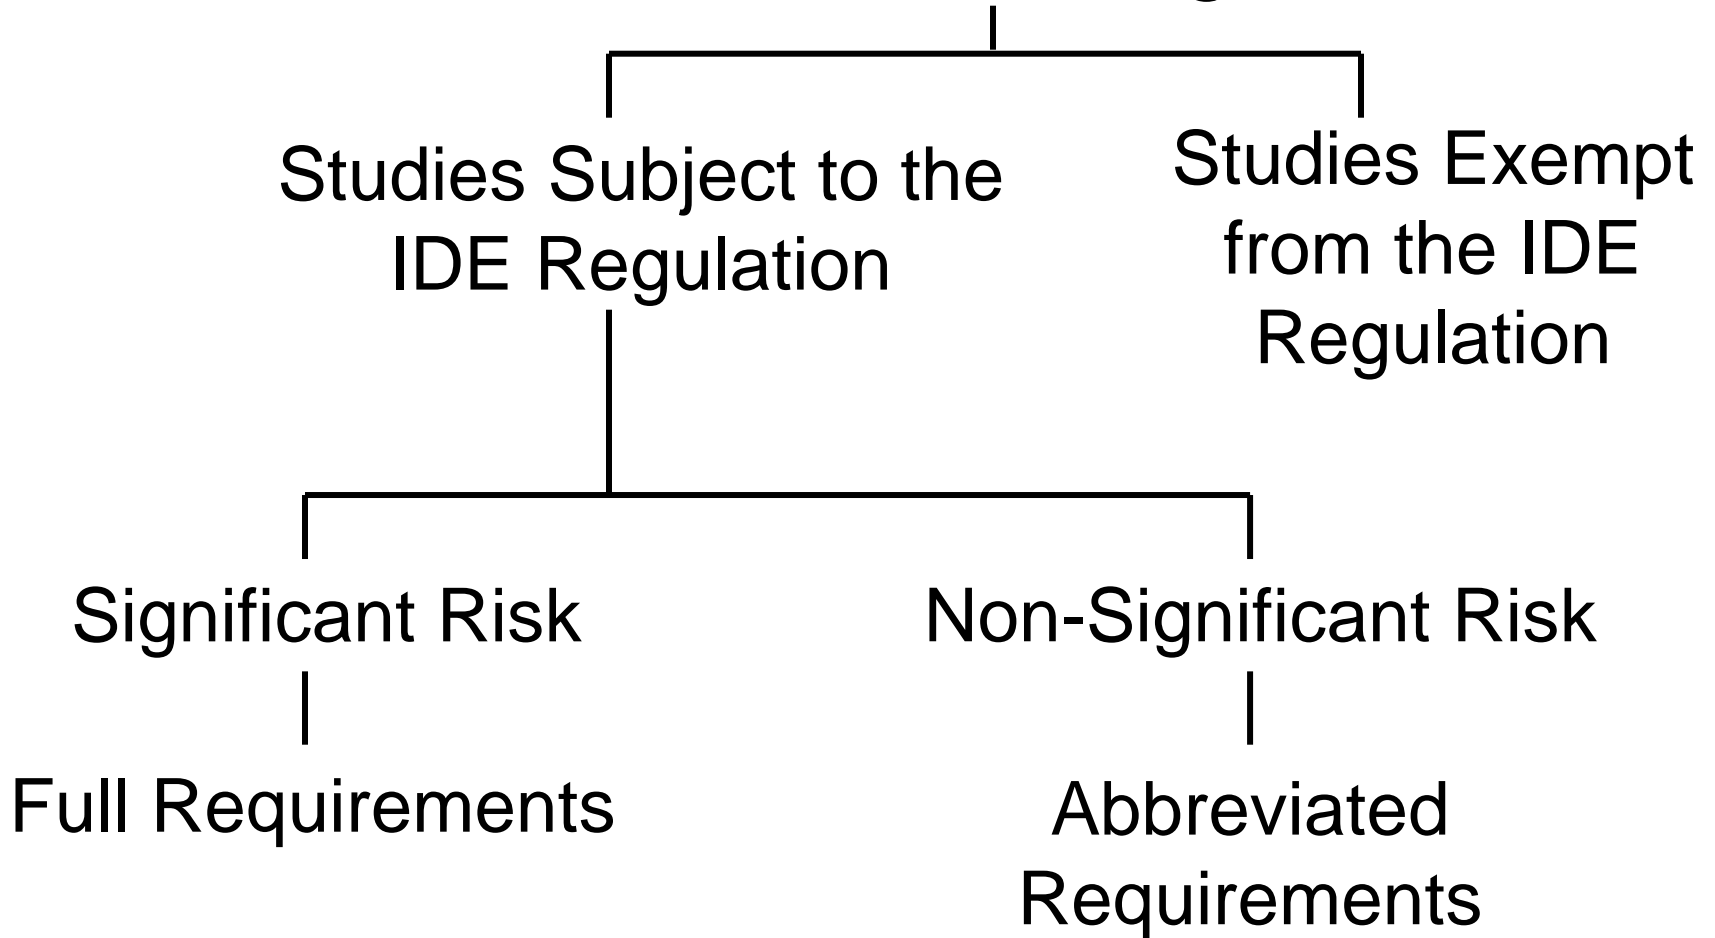 Studies Subject to the
IDE Regulation
Studies Exempt
from the IDE
Regulation
Significant Risk
Non-Significant Risk
Full Requirements
Abbreviated
Requirements